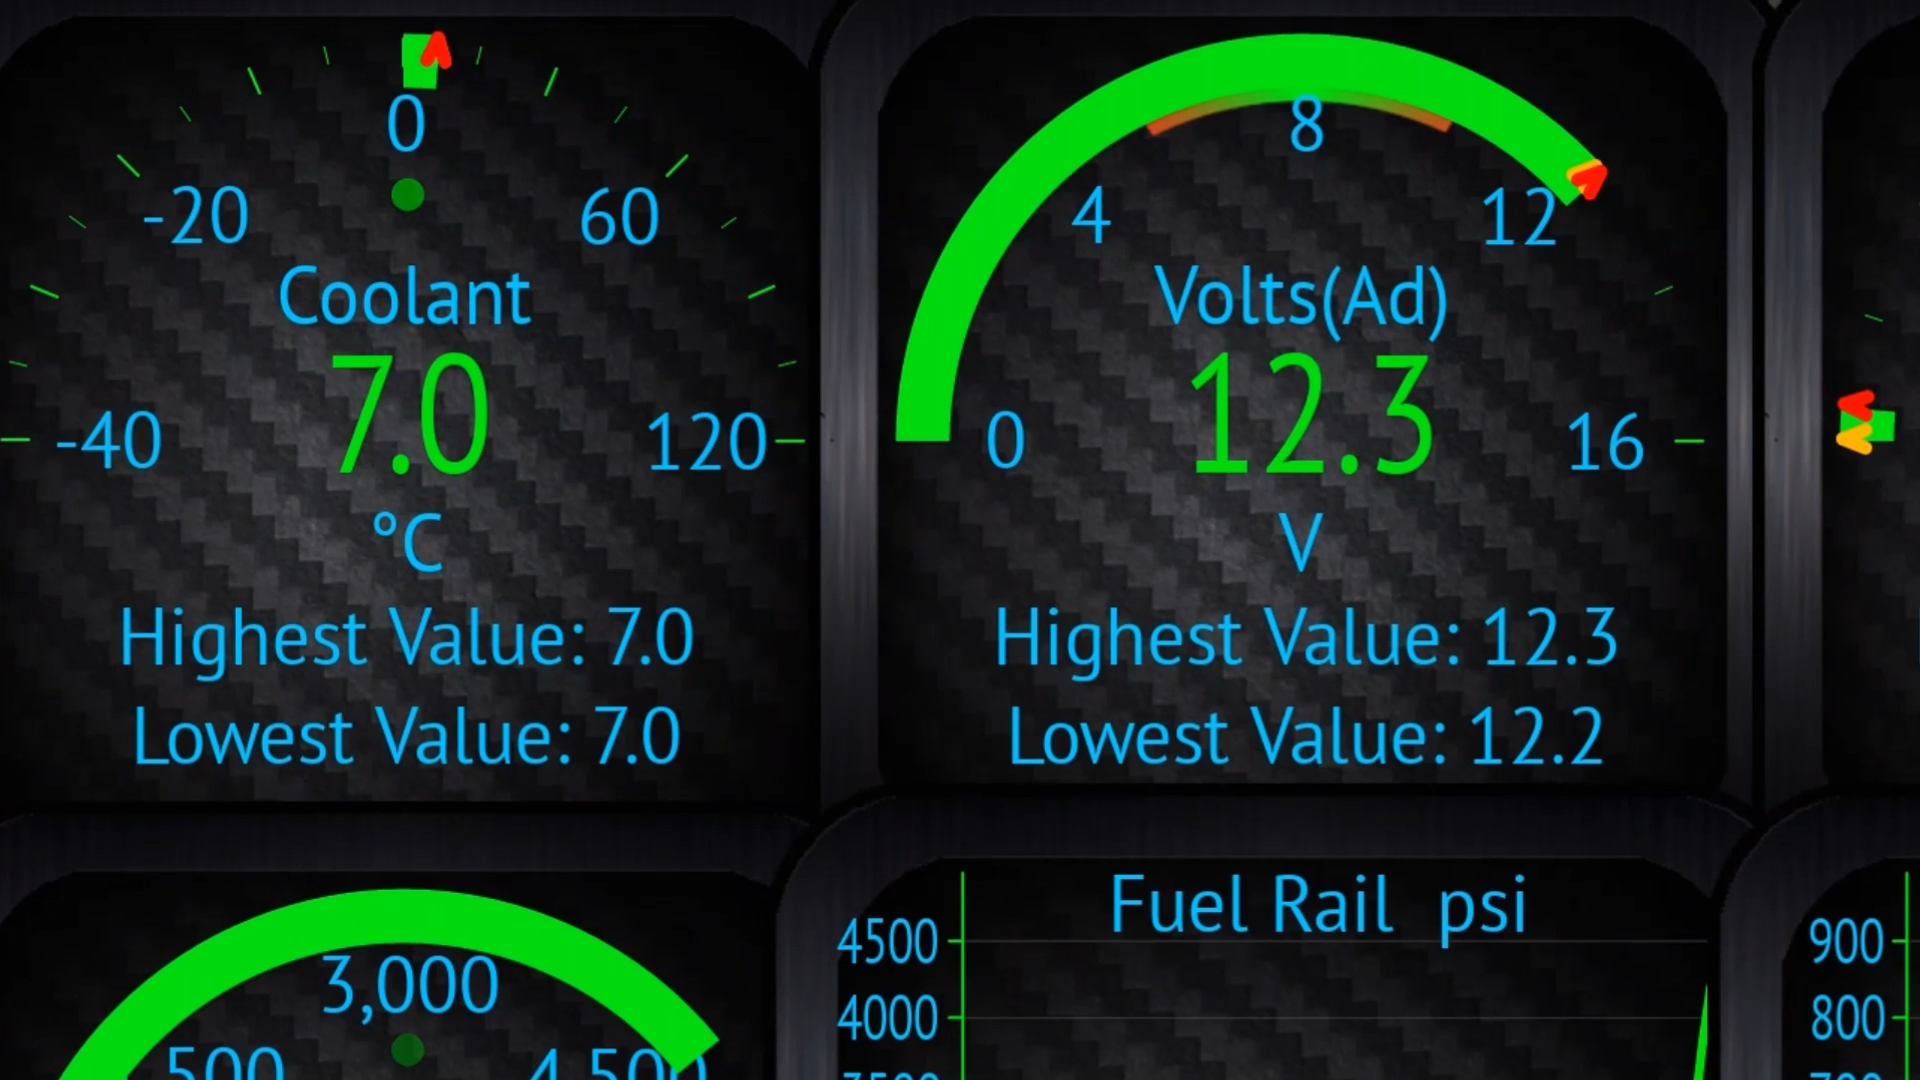 0
-20
60
Coolant
7.0
-40
120
°C
Highest Value: 7.0
Lowest Value: 7.0
8
4
12
Volts(Ad)
12.3
0
16
V
Highest Value: 12.3
Lowest Value: 12.2
3,000
Fuel Rail psi
4500
4000
900
800